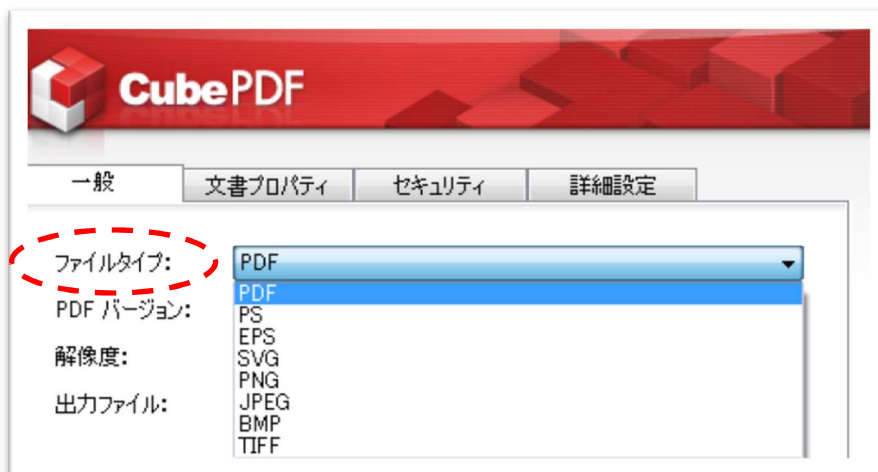 CubePDF
一般 文書プロパティ セキュリティ 詳細設定
ファイルタイプ: PDF
PDF
PDF バージョン:
PS
EPS
解像度:
SVG
PNG
出力ファイル:
JPEG
BMP
TIFF